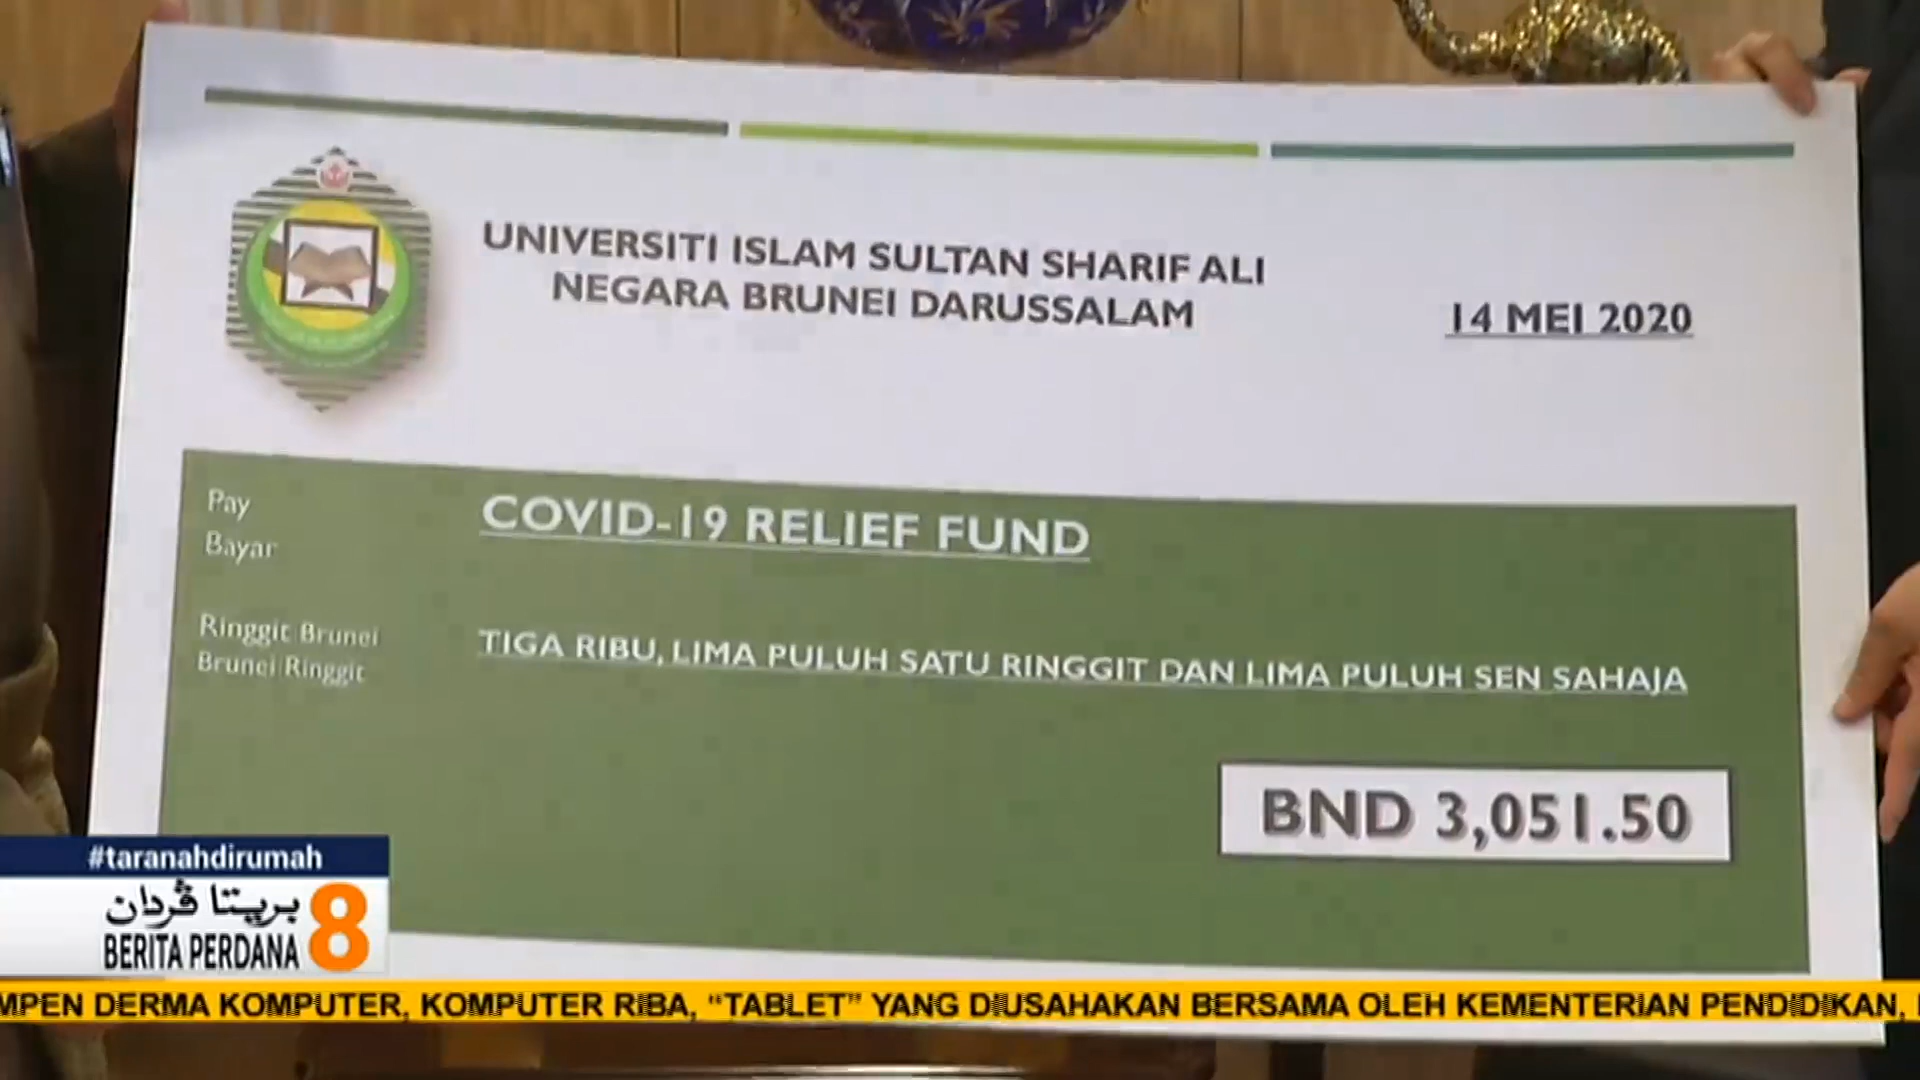 UNIVERSITI ISLAM SULTAN SHARIF ALI
NEGARA BRUNEI DARUSSALAM
14 MEI 2020
Pay
Bayar
COVID-19 RELIEF FUND
Ringgit Brunei
Brunei Ringgit
TIGA RIBU, LIMA PULUH SATU RINGGIT DAN LIMA PULUH SEN SAHAJA
BND 3,051.50
#taranahdirumah
بريتا ڤردان
BERITA PERDANA
8
MPEN DERMA KOMPUTER, KOMPUTER RIBA, “TABLET” YANG DIUSAHAKAN BERSAMA OLEH KEMENTERIAN PENDIDIKAN,